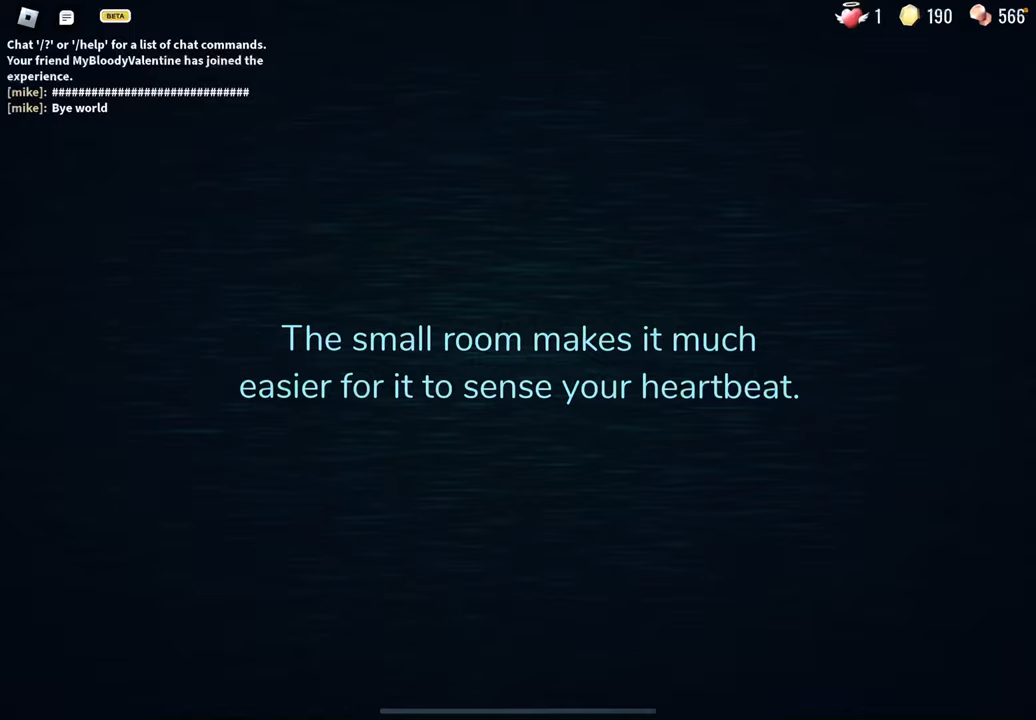 BETA
1
190
566
Chat '/?' or '/help' for a list of chat commands.
Your friend MyBloodyValentine has joined the
experience.
[mike]: ##############################
[mike]: Bye world
The small room makes it much
easier for it to sense your heartbeat.